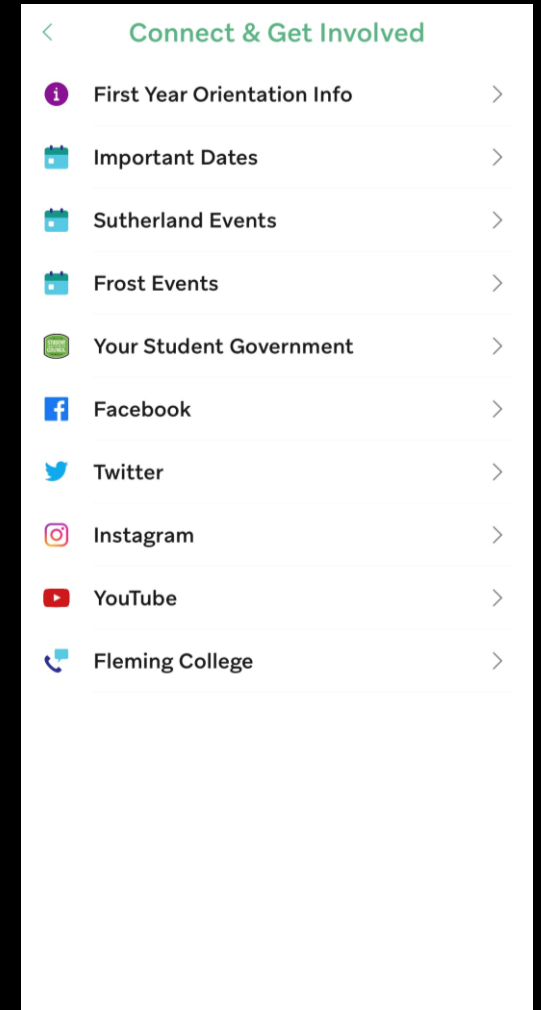 Connect & Get Involved
First Year Orientation Info
Important Dates
Sutherland Events
Frost Events
Your Student Government
Facebook
Twitter
Instagram
YouTube
Fleming College